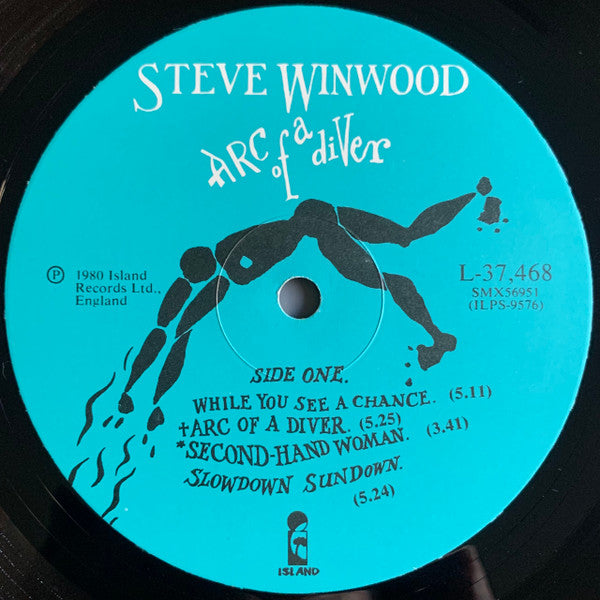 STEVE WINWOOD
ARC of a diVer
℗ 1980 Island
Records Ltd.,
England
L-37,468
SMX56951
(ILPS-9576)
SIDE ONE.
WHILE YOU SEE A CHANCE. (5.11)
†ARC OF A DIVER. (5.25)
*SECOND-HAND WOMAN. (3.41)
SLOWDOWN SUNDOWN.
(5.24)
ISLAND